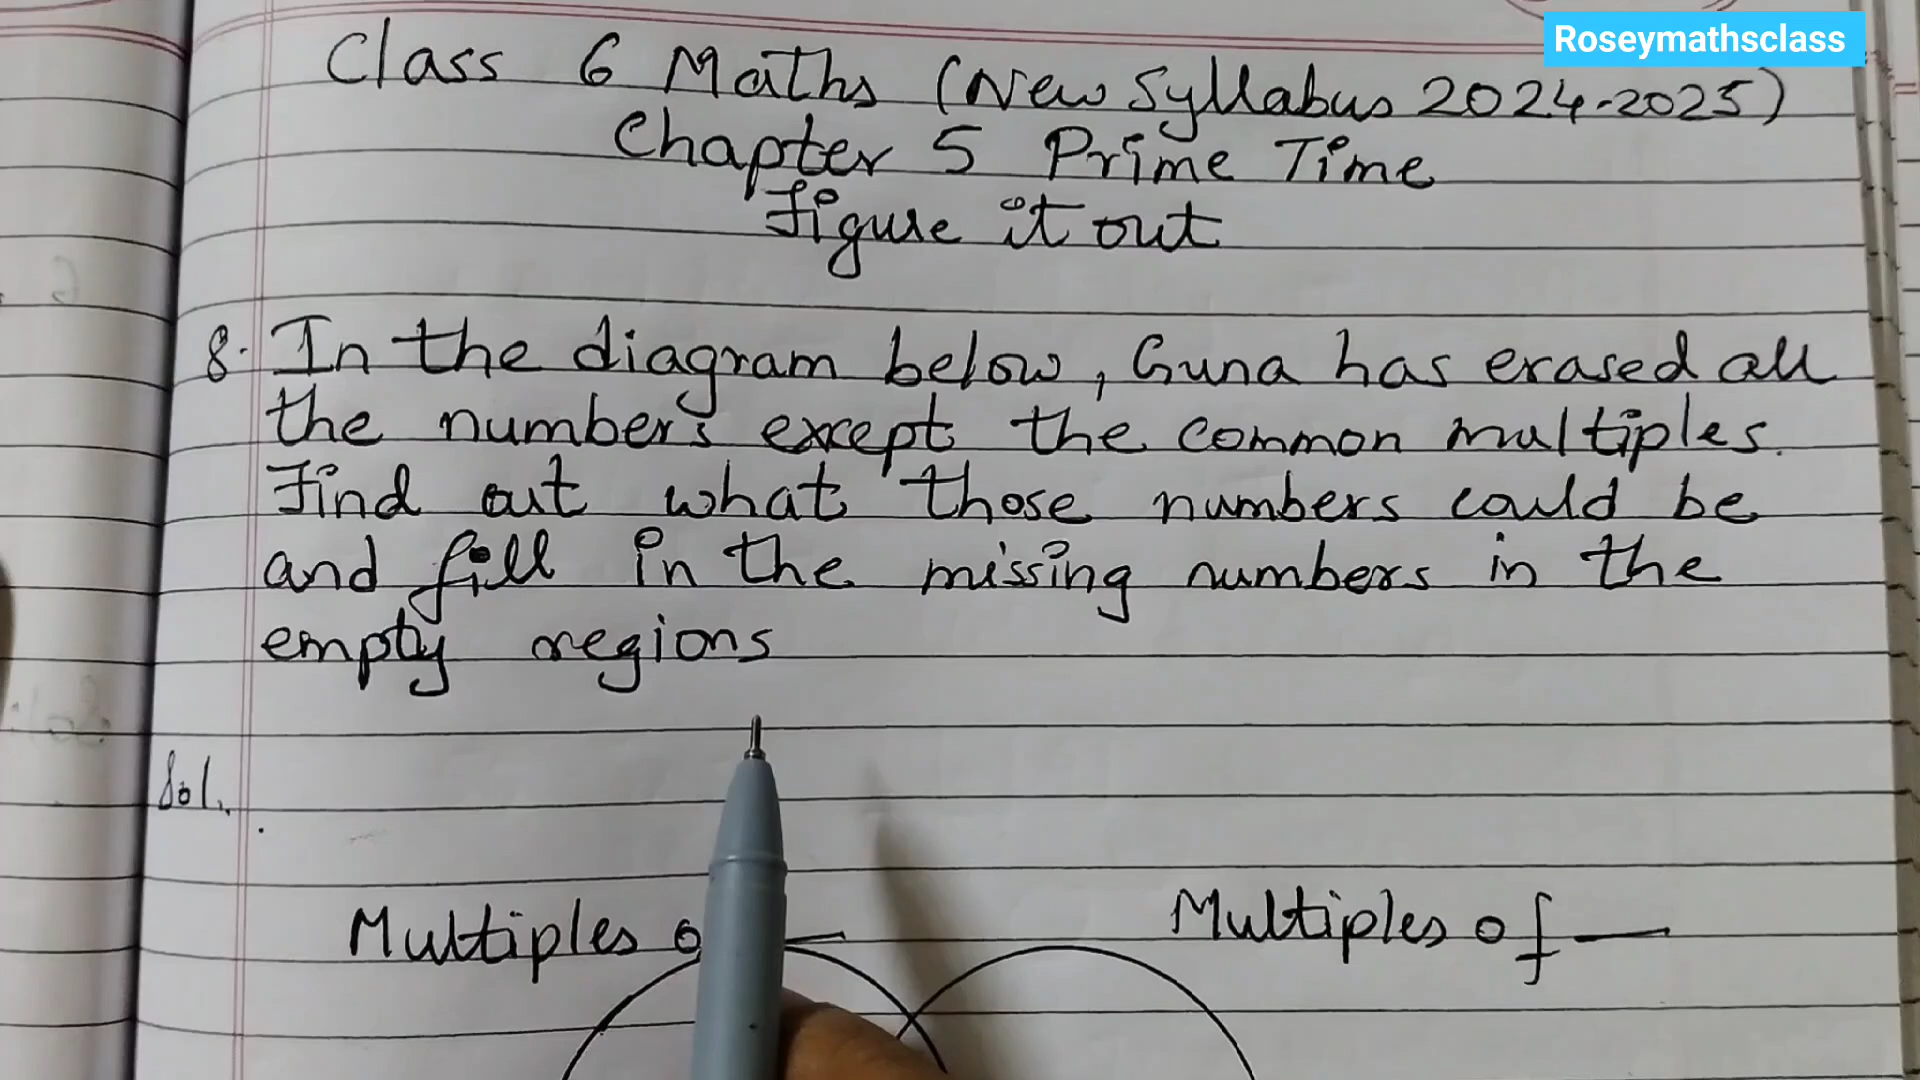 Roseymathsclass
Class 6 Maths (New Syllabus 2024-2025)
Chapter 5 Prime Time
Figure it out
8. In the diagram below, Guna has erased all
the numbers except the common multiples.
Find out what those numbers could be
and fill in the missing numbers in the
empty regions
Sol.
Multiples o
Multiples of —